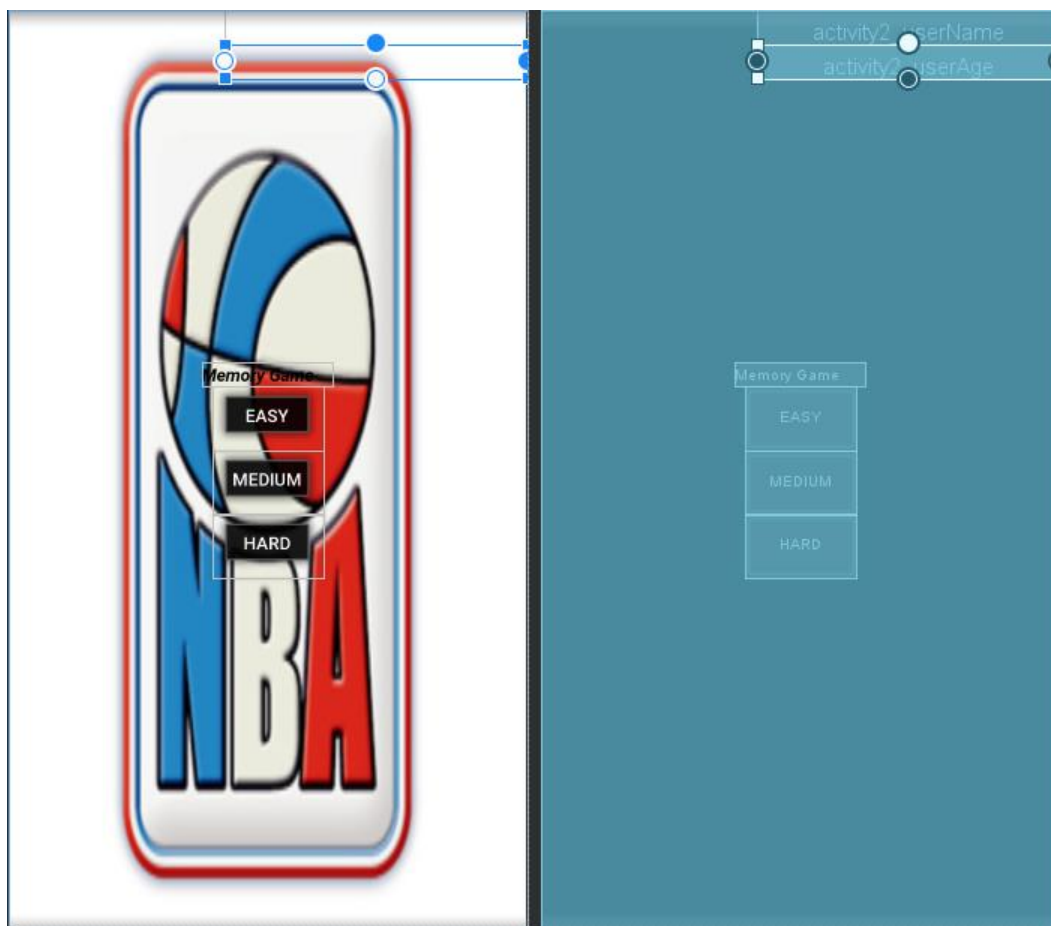 activity2_userName
activity2_userAge
Memory Game
EASY
MEDIUM
HARD
NBA
Memory Game
EASY
MEDIUM
HARD